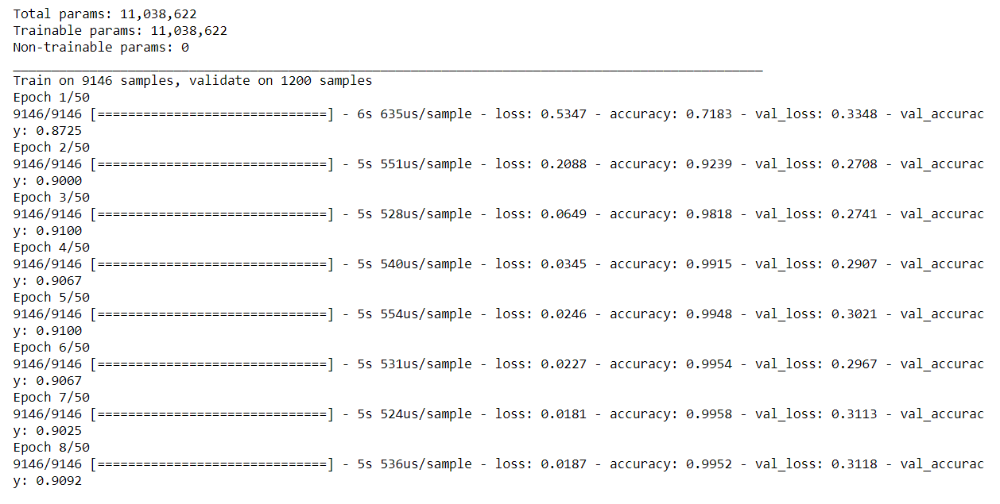 Total params: 11,038,622
Trainable params: 11,038,622
Non-trainable params: 0
Train on 9146 samples, validate on 1200 samples
Epoch 1/50
9146/9146 [==============================] - 6s 635us/sample - loss: 0.5347 - accuracy: 0.7183 - val_loss: 0.3348 - val_accurac
y: 0.8725
Epoch 2/50
9146/9146 [==============================] - 5s 551us/sample - loss: 0.2088 - accuracy: 0.9239 - val_loss: 0.2708 - val_accurac
y: 0.9000
Epoch 3/50
9146/9146 [==============================] - 5s 528us/sample - loss: 0.0649 - accuracy: 0.9818 - val_loss: 0.2741 - val_accurac
y: 0.9100
Epoch 4/50
9146/9146 [==============================] - 5s 540us/sample - loss: 0.0345 - accuracy: 0.9915 - val_loss: 0.2907 - val_accurac
y: 0.9067
Epoch 5/50
9146/9146 [==============================] - 5s 554us/sample - loss: 0.0246 - accuracy: 0.9948 - val_loss: 0.3021 - val_accurac
y: 0.9100
Epoch 6/50
9146/9146 [==============================] - 5s 531us/sample - loss: 0.0227 - accuracy: 0.9954 - val_loss: 0.2967 - val_accurac
y: 0.9067
Epoch 7/50
9146/9146 [==============================] - 5s 524us/sample - loss: 0.0181 - accuracy: 0.9958 - val_loss: 0.3113 - val_accurac
y: 0.9025
Epoch 8/50
9146/9146 [==============================] - 5s 536us/sample - loss: 0.0187 - accuracy: 0.9952 - val_loss: 0.3118 - val_accurac
y: 0.9092